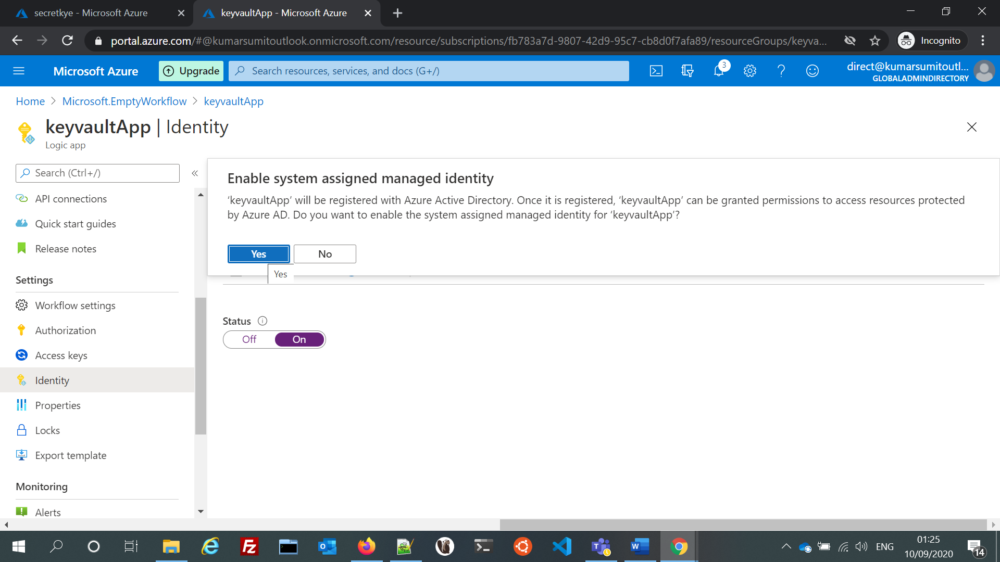 secretkye - Microsoft Azure
keyvaultApp - Microsoft Azure
portal.azure.com/#@kumarsumitoutlook.onmicrosoft.com/resource/subscriptions/fb783a7d-9807-42d9-95c7-cb8d0f7afa89/resourceGroups/keyva...
Incognito
Microsoft Azure
Upgrade
Search resources, services, and docs (G+/)
3
direct@kumarsumitoutl...
GLOBALADMINDIRECTORY
Home > Microsoft.EmptyWorkflow > keyvaultApp
keyvaultApp | Identity
Logic app
Search (Ctrl+/)
«
API connections
Quick start guides
Release notes
Settings
Workflow settings
Authorization
Access keys
Identity
Properties
Locks
Export template
Monitoring
Alerts
Enable system assigned managed identity
‘keyvaultApp’ will be registered with Azure Active Directory. Once it is registered, ‘keyvaultApp’ can be granted permissions to access resources protected
by Azure AD. Do you want to enable the system assigned managed identity for ‘keyvaultApp’?
Yes
No
Yes
Status
Off
On
ENG
01:25
10/09/2020
14